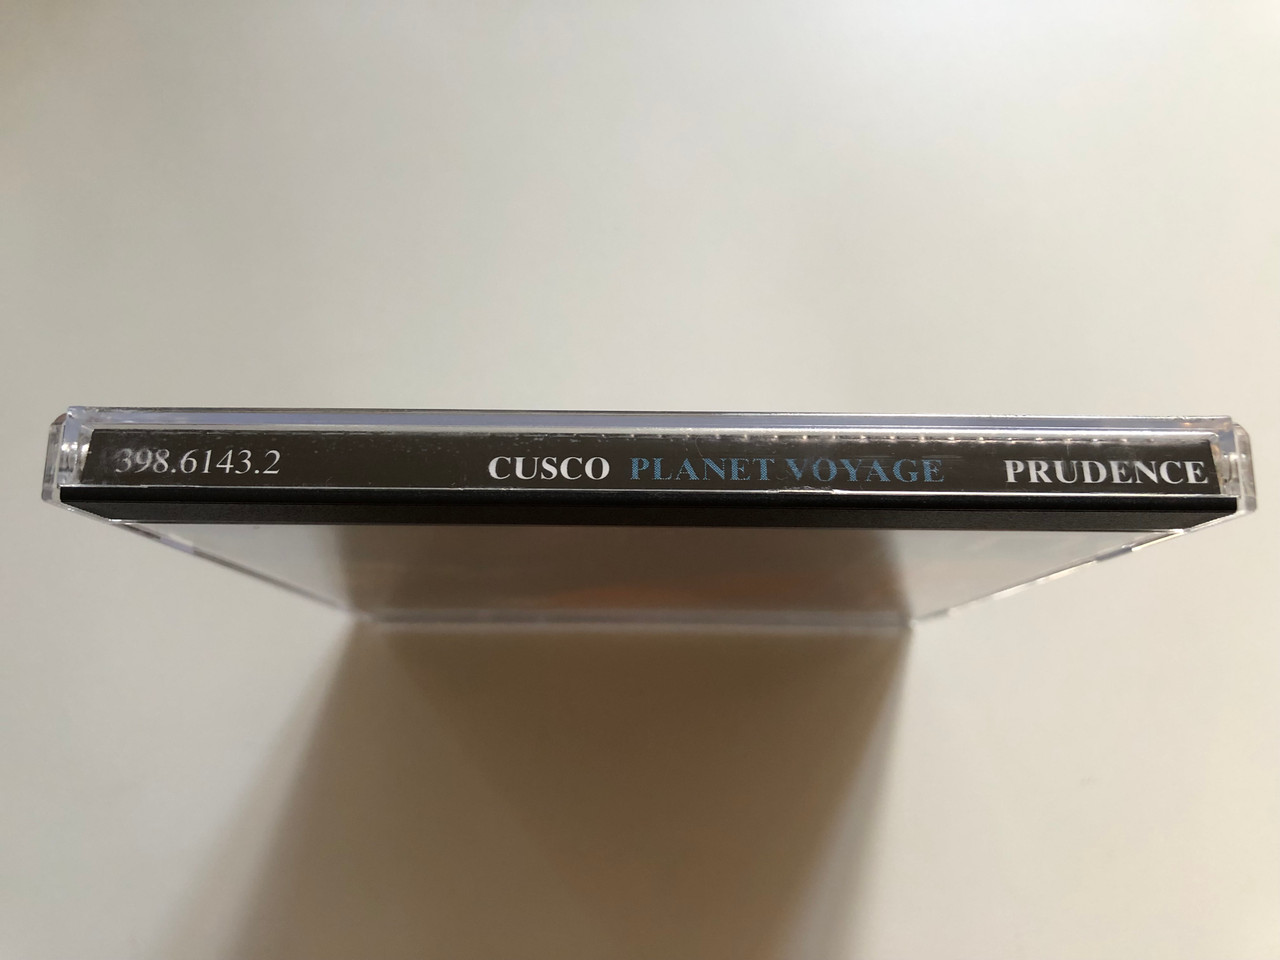 398.6143.2 CUSCO PLANET VOYAGE PRUDENCE